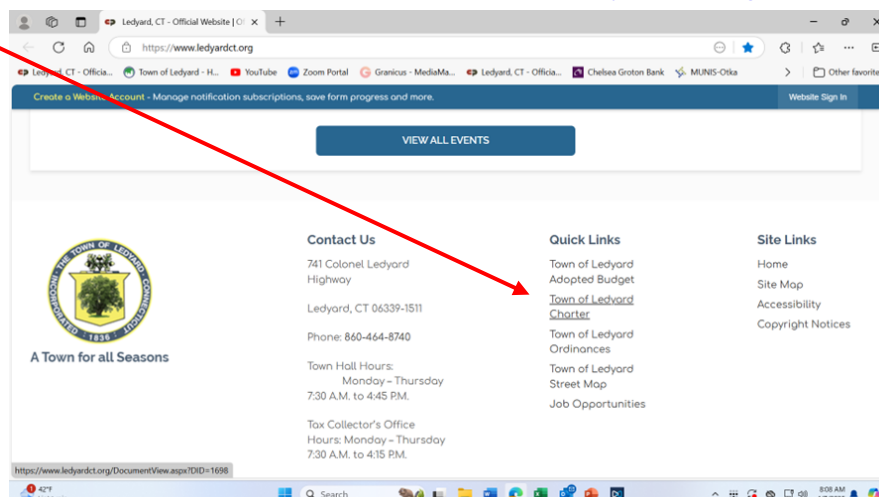 Ledyard, CT - Official Website | O
https://www.ledyardct.org
Ledyard, CT - Officia... Town of Ledyard - H... YouTube Zoom Portal Granicus - MediaMa... Ledyard, CT - Officia... Chelsea Groton Bank MUNIS-Otka Other favorite
Create a Website Account - Manage notification subscriptions, save form progress and more. Website Sign In
VIEW ALL EVENTS
THE TOWN OF LEDYARD CONNECTICUT
INCORPORATED
1836
A Town for all Seasons
Contact Us
741 Colonel Ledyard
Highway
Ledyard, CT 06339-1511
Phone: 860-464-8740
Town Hall Hours:
Monday – Thursday
7:30 A.M. to 4:45 P.M.
Tax Collector's Office
Hours: Monday – Thursday
7:30 A.M. to 4:15 P.M.
Quick Links
Town of Ledyard
Adopted Budget
Town of Ledyard
Charter
Town of Ledyard
Ordinances
Town of Ledyard
Street Map
Job Opportunities
Site Links
Home
Site Map
Accessibility
Copyright Notices
https://www.ledyardct.org/DocumentView.aspx?DID=1698
1 42°F
Search
8:08 AM